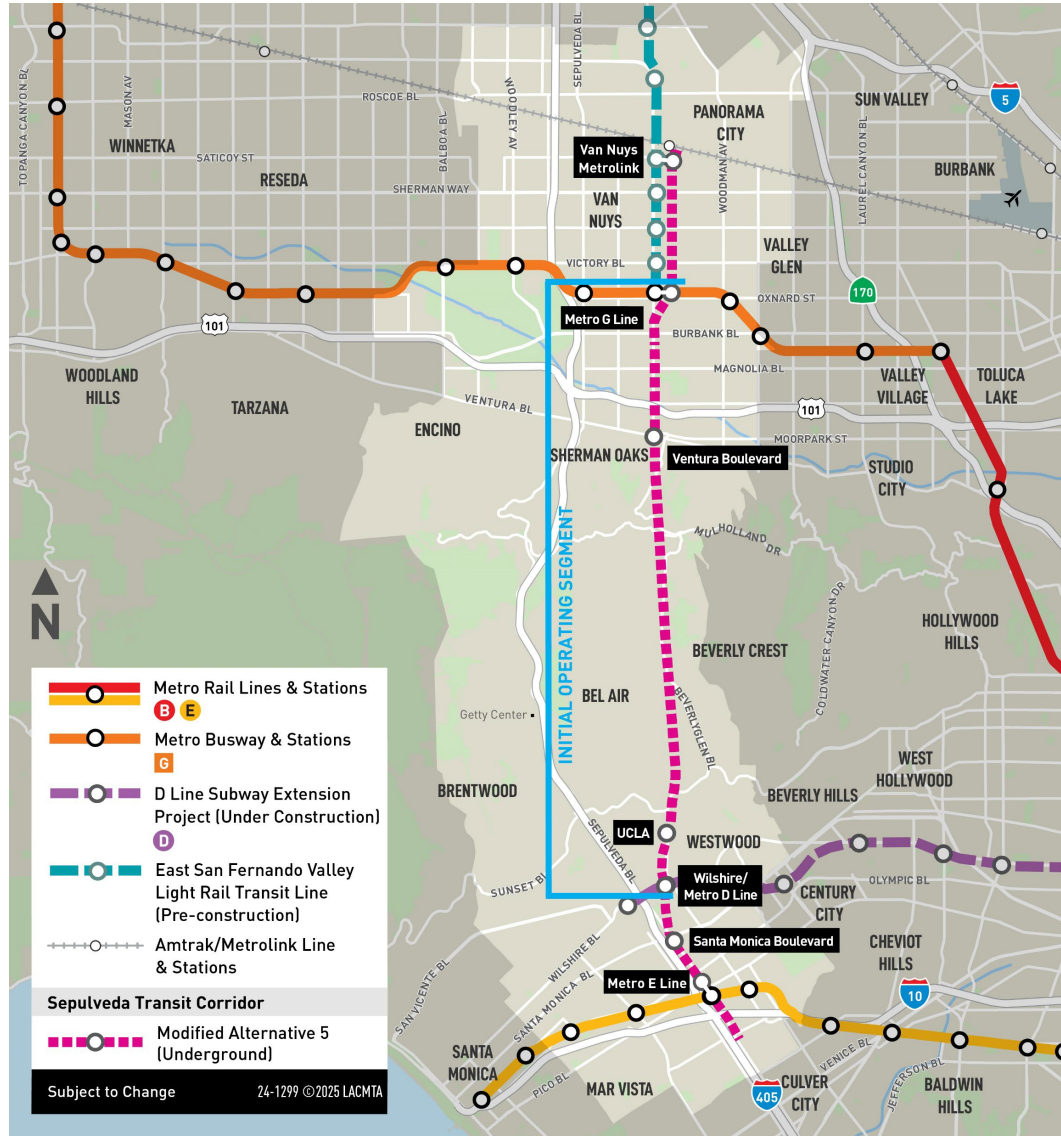 SEPULVEDA BL
TOPANGA CANYON BL
MASON AV
ROSCOE BL
BALBOA BL
WOODLEY AV
WINNETKA
SATICOY ST
RESEDA
SHERMAN WAY
PANORAMA
CITY
WOODMAN AV
Van Nuys
Metrolink
VAN
NUYS
SUN VALLEY
5
LAUREL CANYON BL
BURBANK
VALLEY
GLEN
VICTORY BL
OXNARD ST
170
Metro G Line
BURBANK BL
MAGNOLIA BL
101
WOODLAND
HILLS
TARZANA
VENTURA BL
ENCINO
SHERMAN OAKS
Ventura Boulevard
101
MOORPARK ST
VALLEY
VILLAGE
TOLUCA
LAKE
STUDIO
CITY
MULHOLLAND DR
COLDWATER CANYON DR
HOLLYWOOD
HILLS
INITIAL OPERATING SEGMENT
N
BEVERLY CREST
BEL AIR
BEVERLY GLEN BL
Getty Center
BRENTWOOD
WEST
HOLLYWOOD
BEVERLY HILLS
SEPULVEDA BL
UCLA
WESTWOOD
SUNSET BL
Wilshire/
Metro D Line
OLYMPIC BL
CENTURY
CITY
Santa Monica Boulevard
CHEVIOT
HILLS
WILSHIRE BL
SAN VICENTE BL
SANTA MONICA BL
Metro E Line
10
SANTA
MONICA
PICO BL
MAR VISTA
VENICE BL
405
CULVER
CITY
JEFFERSON BL
BALDWIN
HILLS
Metro Rail Lines & Stations
B E
Metro Busway & Stations
G
D Line Subway Extension
Project (Under Construction)
D
East San Fernando Valley
Light Rail Transit Line
(Pre-construction)
Amtrak/Metrolink Line
& Stations
Sepulveda Transit Corridor
Modified Alternative 5
(Underground)
Subject to Change 24-1299 ©2025 LACMTA